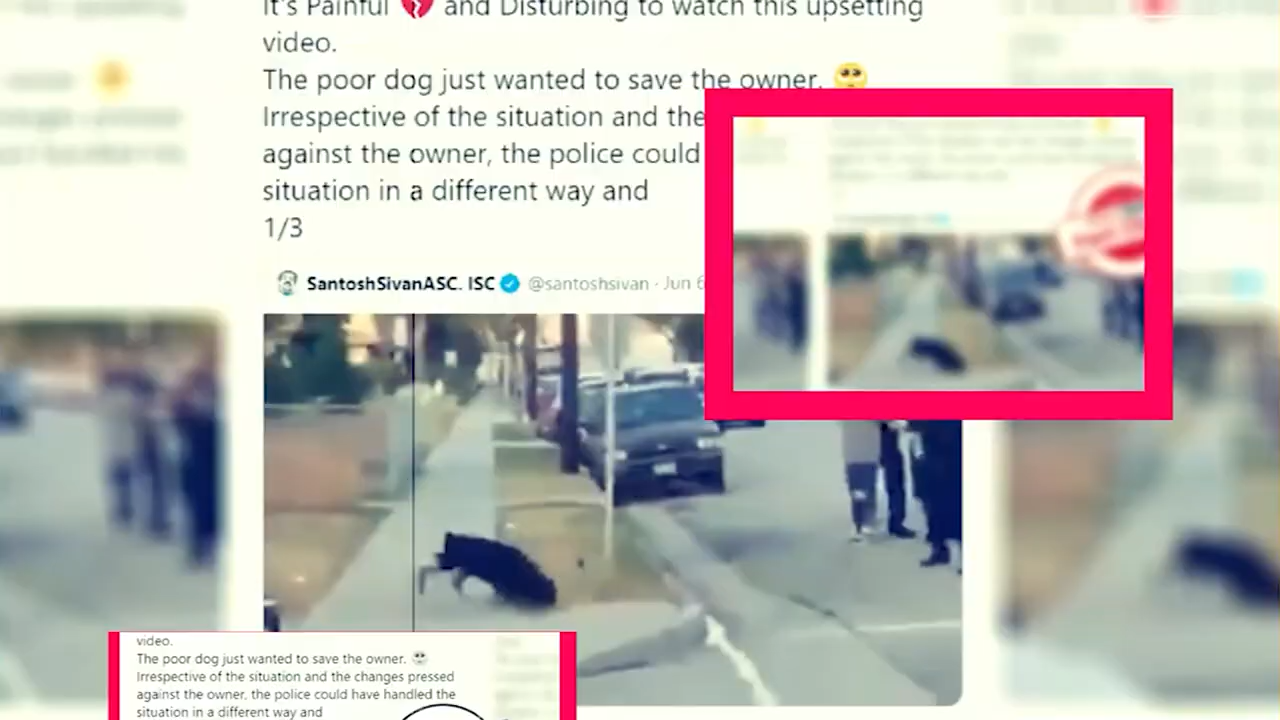 It's Painful 💔 and Disturbing to watch this upsetting
video.
The poor dog just wanted to save the owner. 🥺
Irrespective of the situation and the
against the owner, the police could
situation in a different way and
1/3
SantoshSivanASC. ISC @santoshsivan · Jun 6
video.
The poor dog just wanted to save the owner. 🥺
Irrespective of the situation and the changes pressed
against the owner, the police could have handled the
situation in a different way and